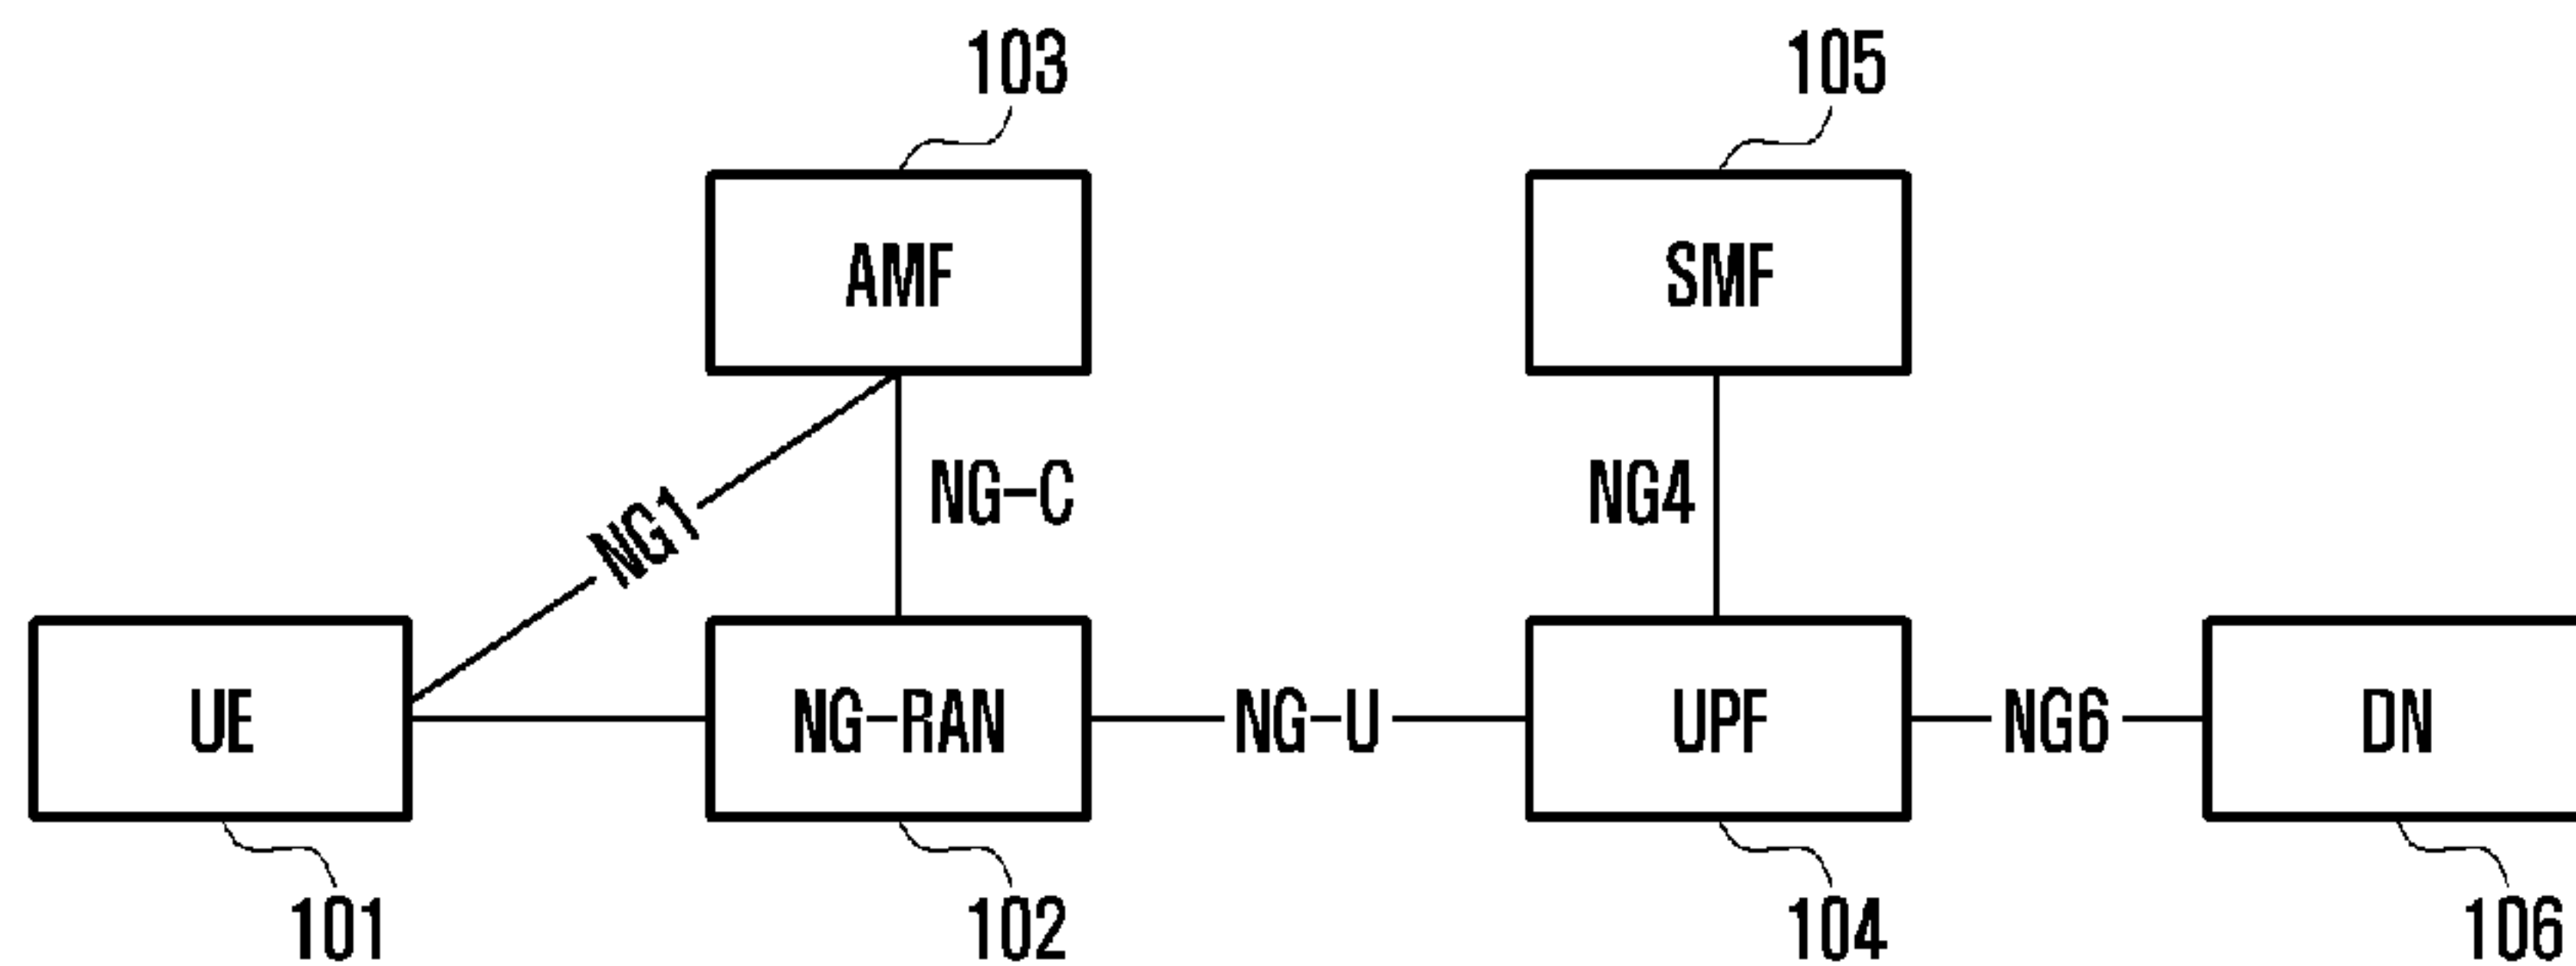 103 105
AMF SMF
NG1 NG-C NG4
UE NG-RAN NG-U UPF NG6 DN
101 102 104 106